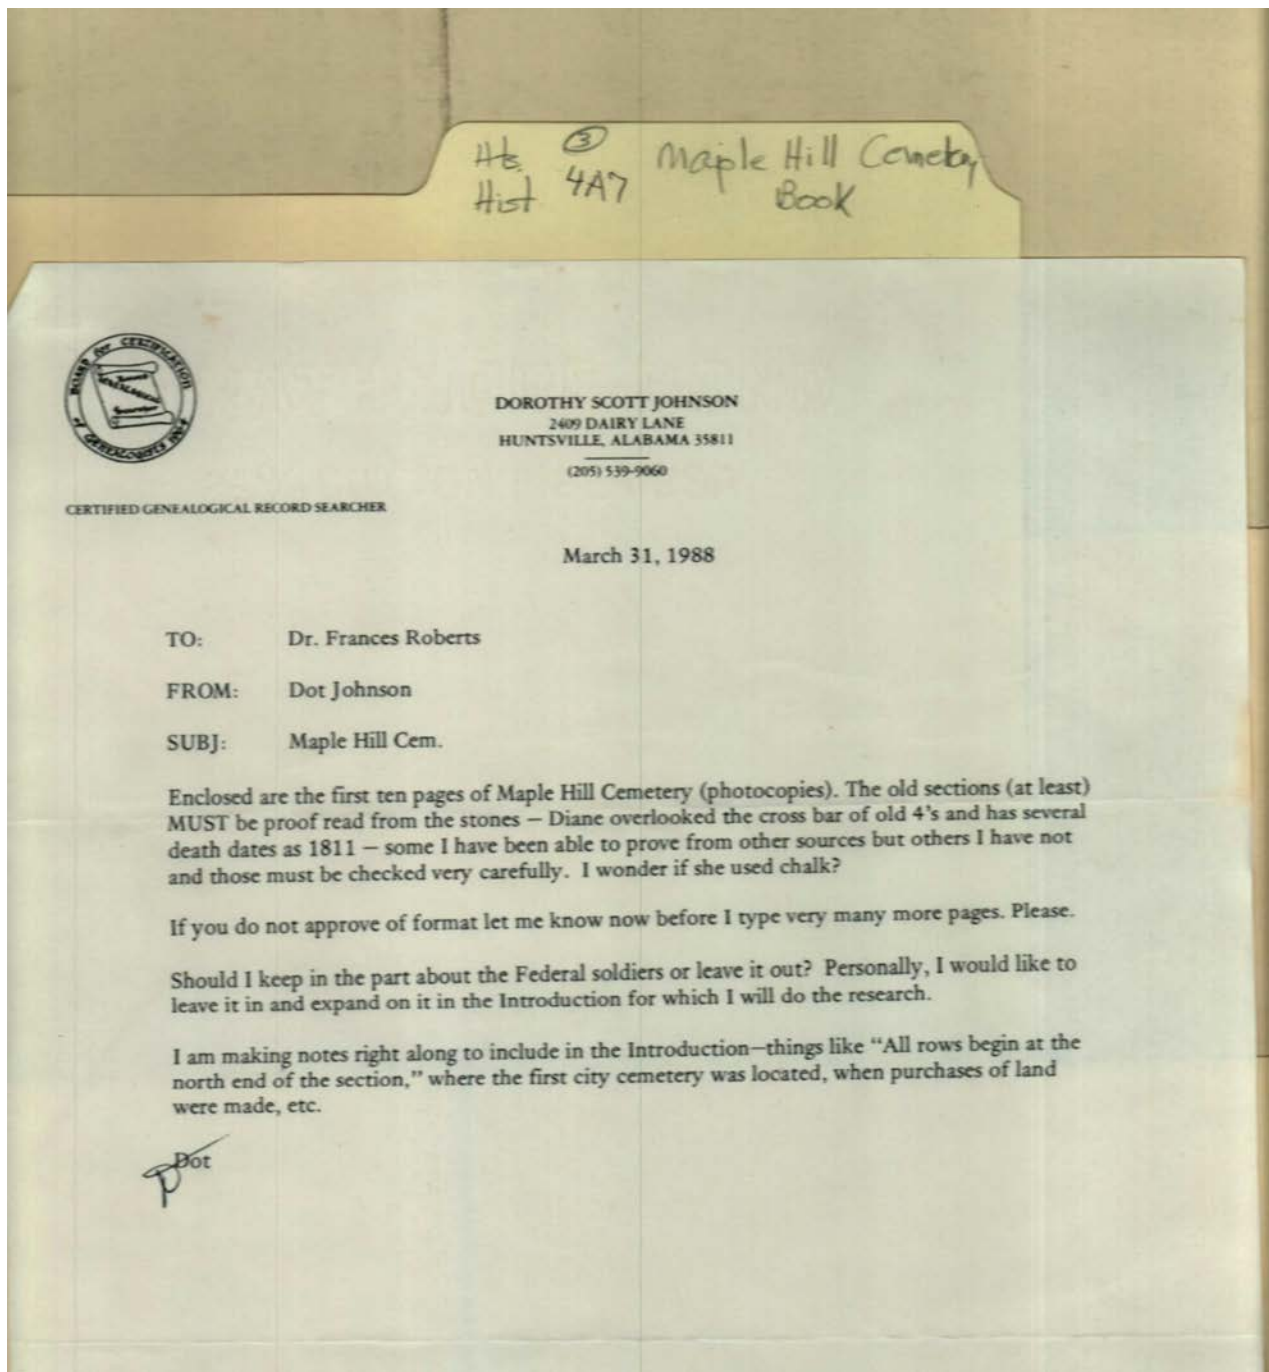 Hts. ③ Maple Hill Cemetery
Hist 4A7 Book
BOARD for CERTIFICATION
of GENEALOGISTS
DOROTHY SCOTT JOHNSON
2409 DAIRY LANE
HUNTSVILLE, ALABAMA 35811
(205) 539-9060
CERTIFIED GENEALOGICAL RECORD SEARCHER
March 31, 1988
TO: Dr. Frances Roberts
FROM: Dot Johnson
SUBJ: Maple Hill Cem.
Enclosed are the first ten pages of Maple Hill Cemetery (photocopies). The old sections (at least)
MUST be proof read from the stones — Diane overlooked the cross bar of old 4's and has several
death dates as 1811 — some I have been able to prove from other sources but others I have not
and those must be checked very carefully. I wonder if she used chalk?
If you do not approve of format let me know now before I type very many more pages. Please.
Should I keep in the part about the Federal soldiers or leave it out? Personally, I would like to
leave it in and expand on it in the Introduction for which I will do the research.
I am making notes right along to include in the Introduction—things like “All rows begin at the
north end of the section,” where the first city cemetery was located, when purchases of land
were made, etc.
Dot